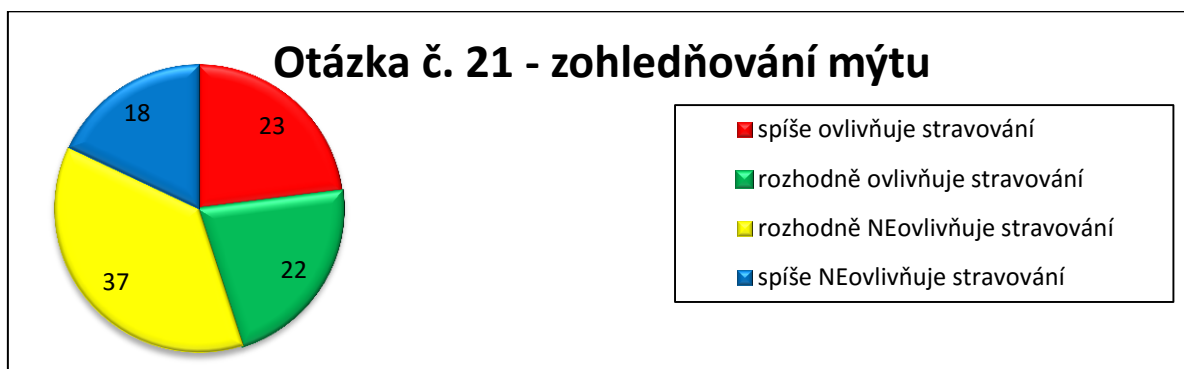 Otázka č. 21 - zohledňování mýtu
18
23
37
22
spíše ovlivňuje stravování
rozhodně ovlivňuje stravování
rozhodně NEovlivňuje stravování
spíše NEovlivňuje stravování